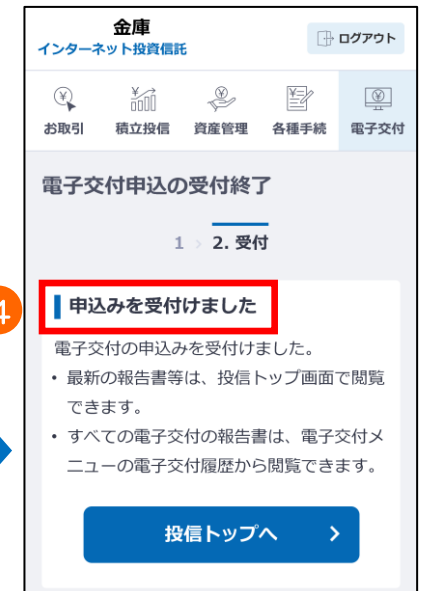 金庫
インターネット投資信託
ログアウト
お取引 積立投信 資産管理 各種手続 電子交付
電子交付申込の受付終了
1 > 2. 受付
4
申込みを受付けました
電子交付の申込みを受付けました。
• 最新の報告書等は、投信トップ画面で閲覧
できます。
• すべての電子交付の報告書は、電子交付メ
ニューの電子交付履歴から閲覧できます。
投信トップへ